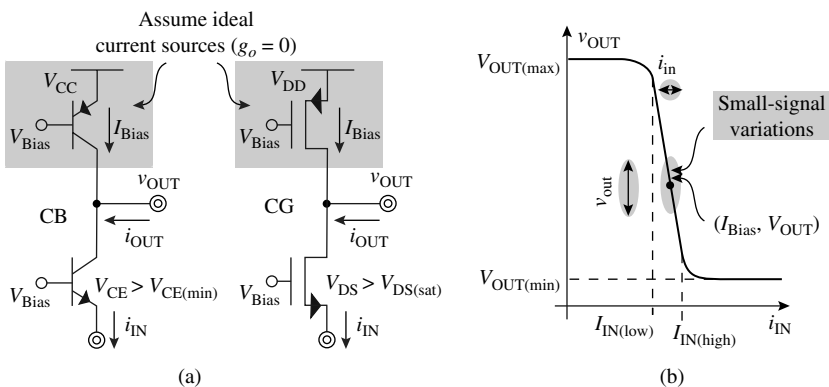 Assume ideal
current sources (g_o = 0)
V_CC
V_Bias
I_Bias
v_OUT
CB
i_OUT
V_Bias
V_CE > V_CE(min)
i_IN
V_DD
V_Bias
I_Bias
v_OUT
CG
i_OUT
V_Bias
V_DS > V_DS(sat)
i_IN
(a)
v_OUT
V_OUT(max)
i_in
Small-signal
variations
v_out
(I_Bias, V_OUT)
V_OUT(min)
I_IN(low)
I_IN(high)
i_IN
(b)